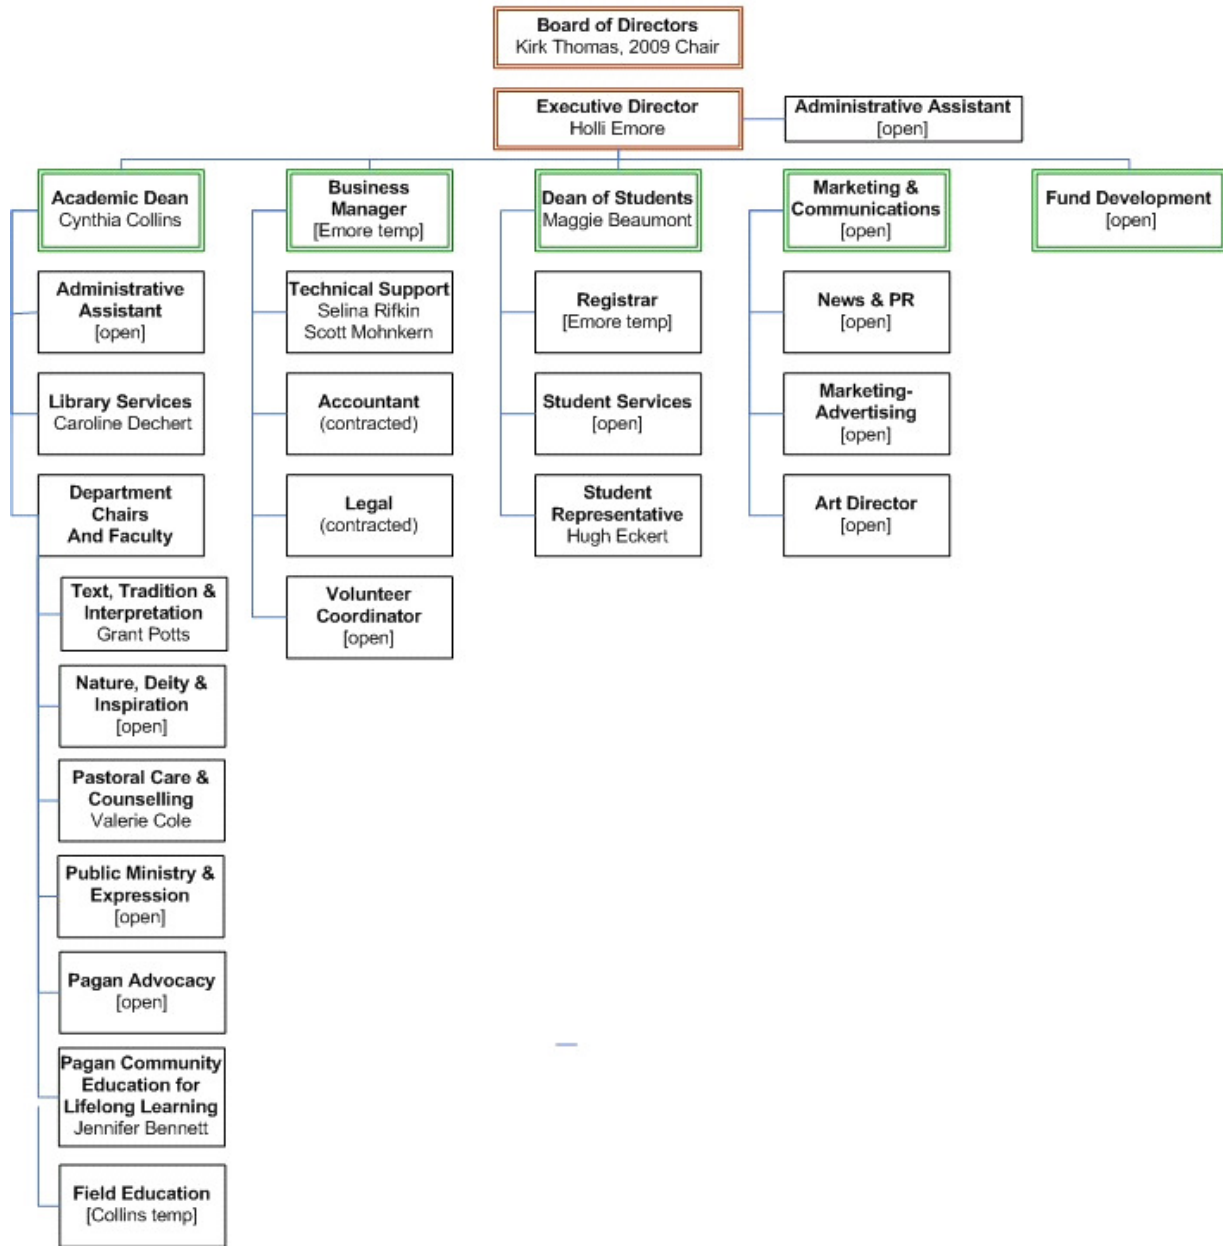 Board of Directors
Kirk Thomas, 2009 Chair
Executive Director
Holli Emore
Administrative Assistant
[open]
Academic Dean
Cynthia Collins
Business
Manager
[Emore temp]
Dean of Students
Maggie Beaumont
Marketing &
Communications
[open]
Fund Development
[open]
Administrative
Assistant
[open]
Technical Support
Selina Rifkin
Scott Mohnkern
Registrar
[Emore temp]
News & PR
[open]
Library Services
Caroline Dechert
Accountant
(contracted)
Student Services
[open]
Marketing-
Advertising
[open]
Department
Chairs
And Faculty
Legal
(contracted)
Student
Representative
Hugh Eckert
Art Director
[open]
Text, Tradition &
Interpretation
Grant Potts
Volunteer
Coordinator
[open]
Nature, Deity &
Inspiration
[open]
Pastoral Care &
Counselling
Valerie Cole
Public Ministry &
Expression
[open]
Pagan Advocacy
[open]
Pagan Community
Education for
Lifelong Learning
Jennifer Bennett
Field Education
[Collins temp]